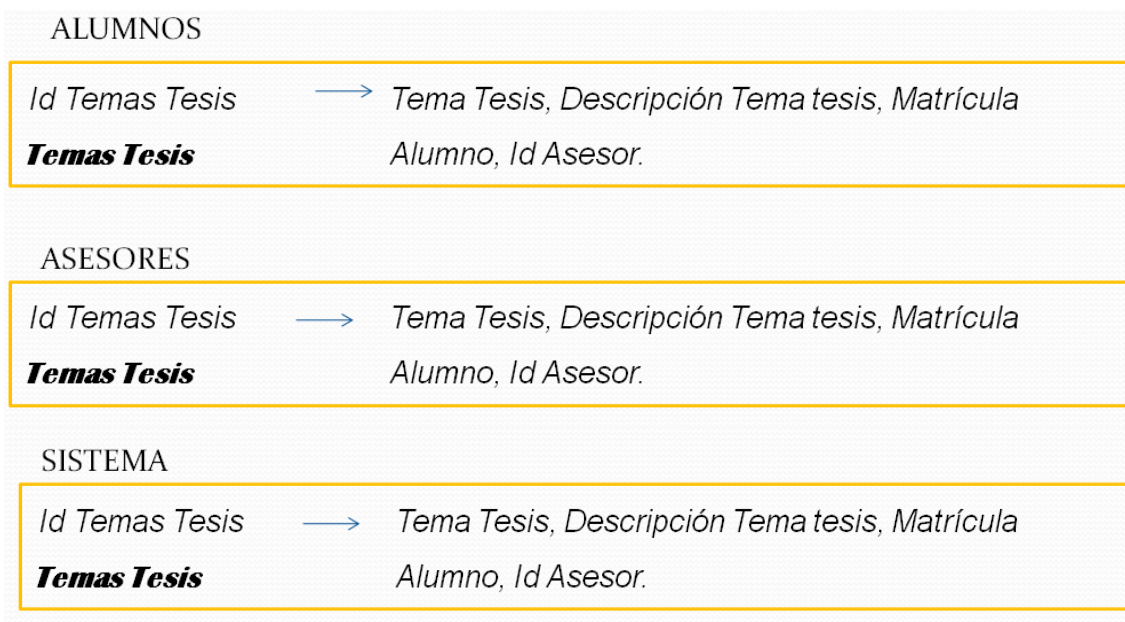 ALUMNOS
Id Temas Tesis → Tema Tesis, Descripción Tema tesis, Matrícula
Temas Tesis Alumno, Id Asesor.
ASESORES
Id Temas Tesis → Tema Tesis, Descripción Tema tesis, Matrícula
Temas Tesis Alumno, Id Asesor.
SISTEMA
Id Temas Tesis → Tema Tesis, Descripción Tema tesis, Matrícula
Temas Tesis Alumno, Id Asesor.